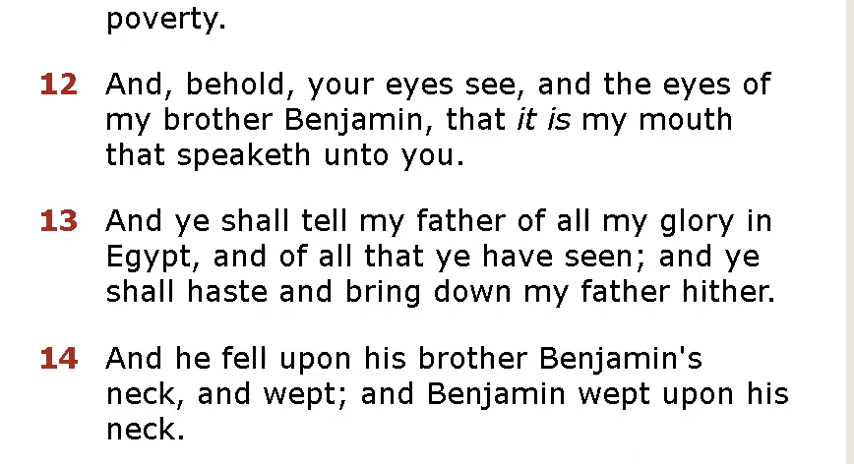 poverty.
12 And, behold, your eyes see, and the eyes of
my brother Benjamin, that it is my mouth
that speaketh unto you.
13 And ye shall tell my father of all my glory in
Egypt, and of all that ye have seen; and ye
shall haste and bring down my father hither.
14 And he fell upon his brother Benjamin's
neck, and wept; and Benjamin wept upon his
neck.